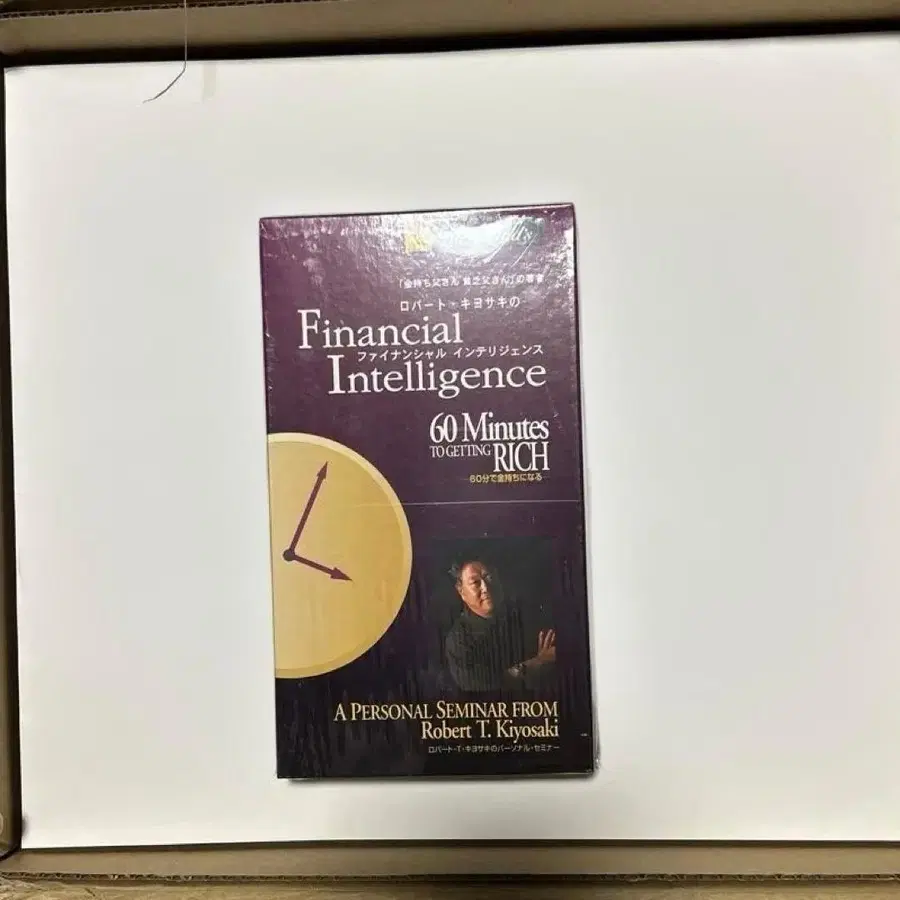 「金持ち父さん 貧乏父さん」の著者
ロバート・キヨサキの
Financial
ファイナンシャル インテリジェンス
Intelligence
60 Minutes
TO GETTING RICH
60分で金持ちになる
A PERSONAL SEMINAR FROM
Robert T. Kiyosaki
ロバート・T・キヨサキのパーソナル・セミナー